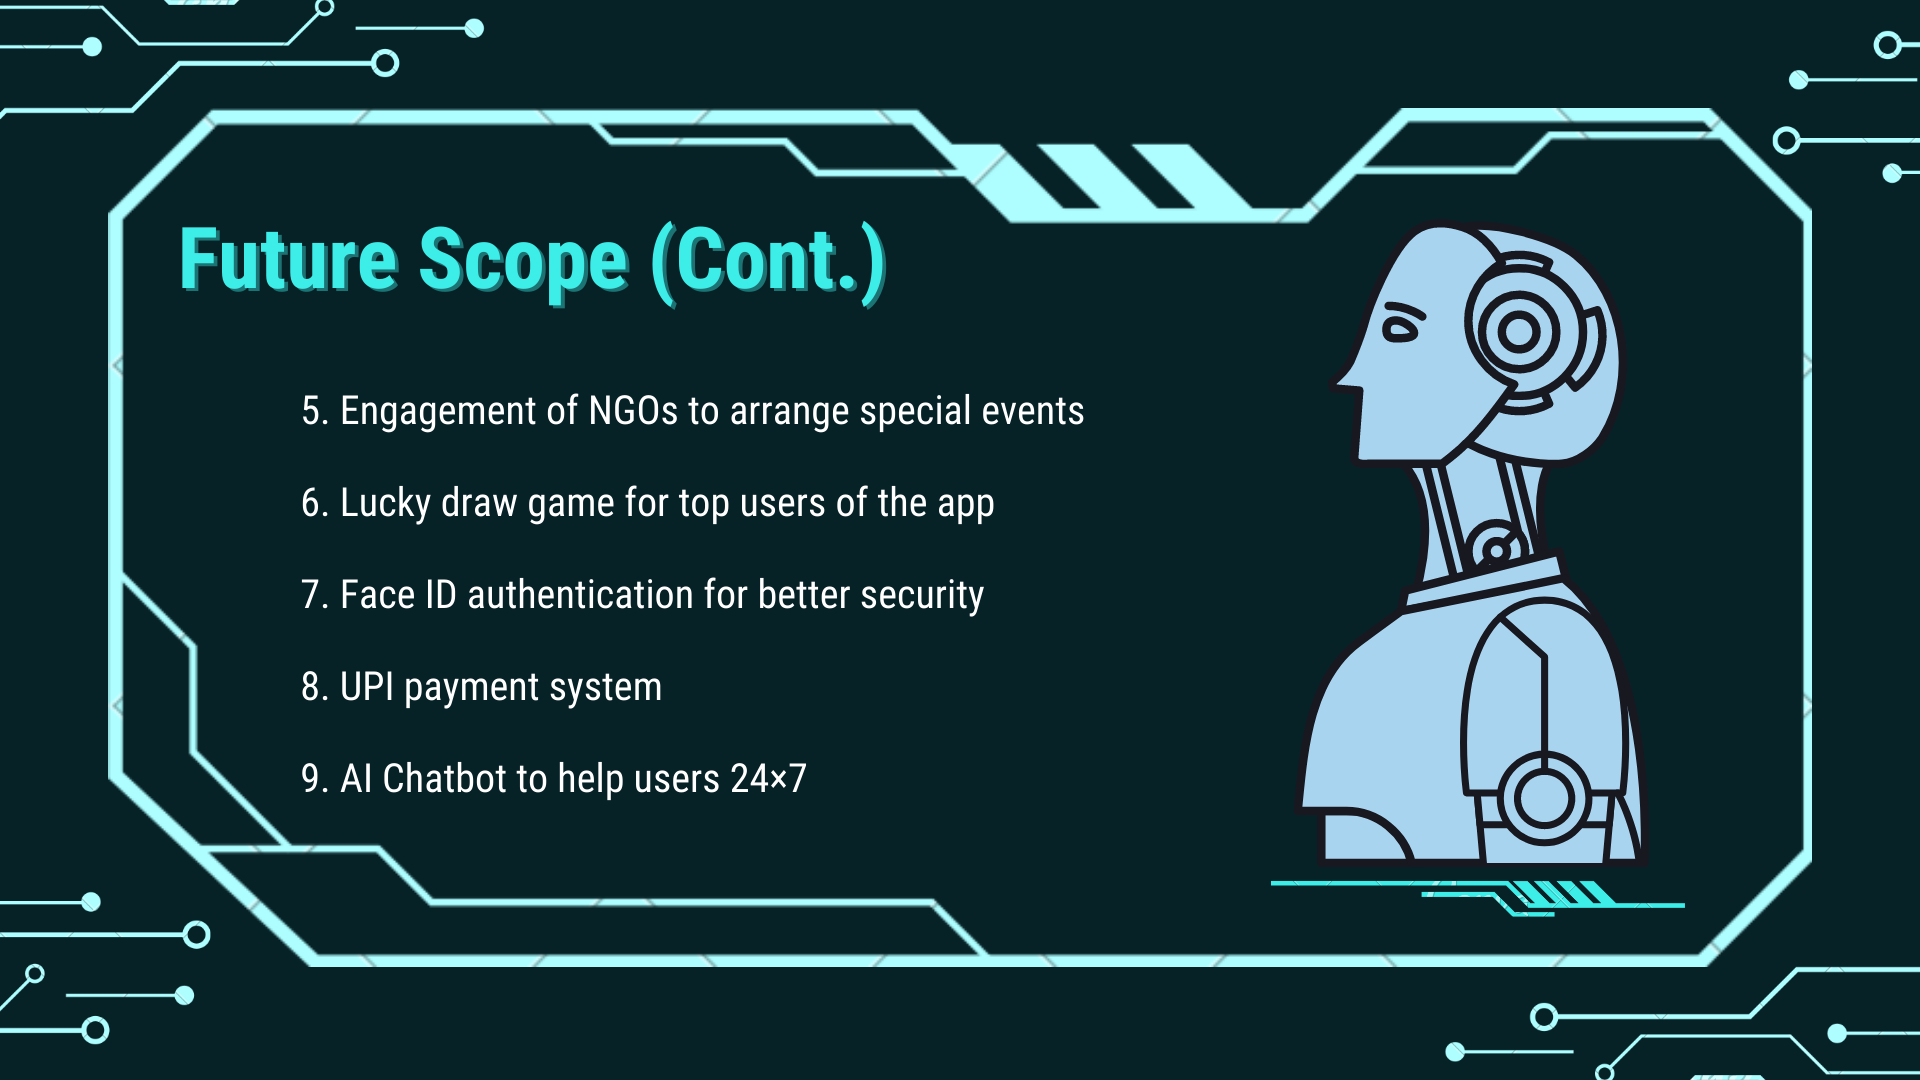 Future Scope (Cont.)
5. Engagement of NGOs to arrange special events
6. Lucky draw game for top users of the app
7. Face ID authentication for better security
8. UPI payment system
9. AI Chatbot to help users 24×7